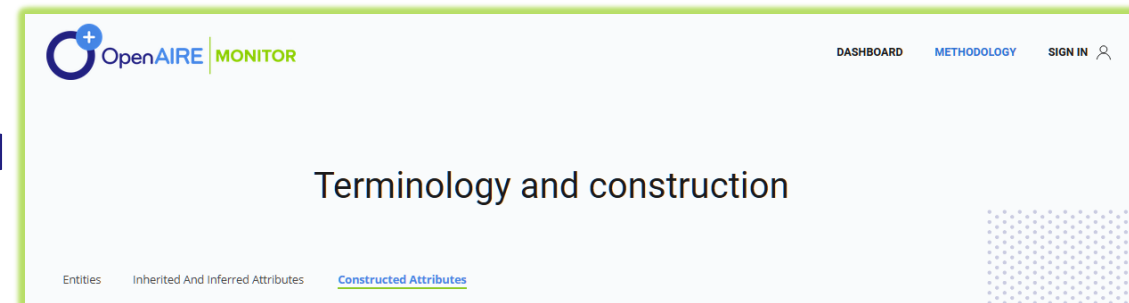 OpenAIRE MONITOR
DASHBOARD METHODOLOGY SIGN IN
Terminology and construction
Entities Inherited And Inferred Attributes Constructed Attributes